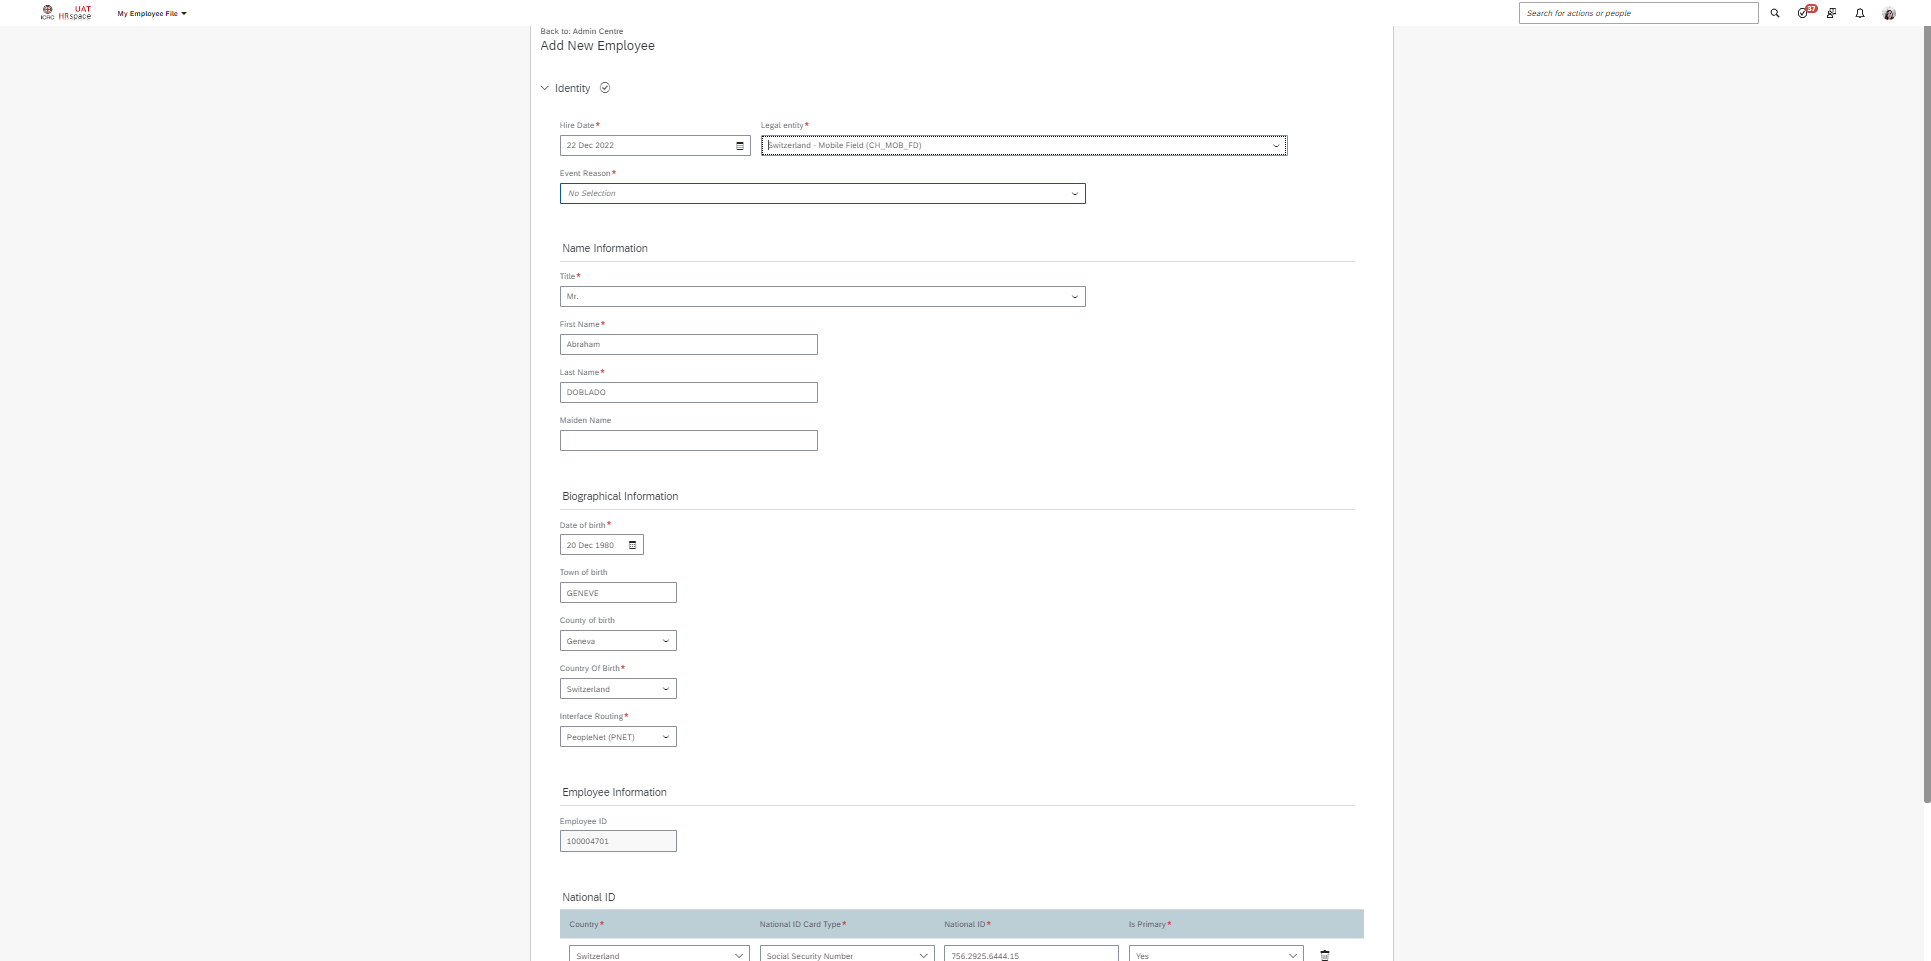 ICRC
UAT
HRspace
My Employee File
Search for actions or people
37
Back to: Admin Centre
Add New Employee
Identity
Hire Date* Legal entity*
22 Dec 2022 Switzerland - Mobile Field (CH_MOB_FD)
Event Reason*
No Selection
Name Information
Title*
Mr.
First Name*
Abraham
Last Name*
DOBLADO
Maiden Name
Biographical Information
Date of birth*
20 Dec 1980
Town of birth
GENEVE
County of birth
Geneva
Country Of Birth*
Switzerland
Interface Routing*
PeopleNet (PNET)
Employee Information
Employee ID
100004701
National ID
Country* National ID Card Type* National ID* Is Primary*
Switzerland Social Security Number 756.2925.6444.15 Yes